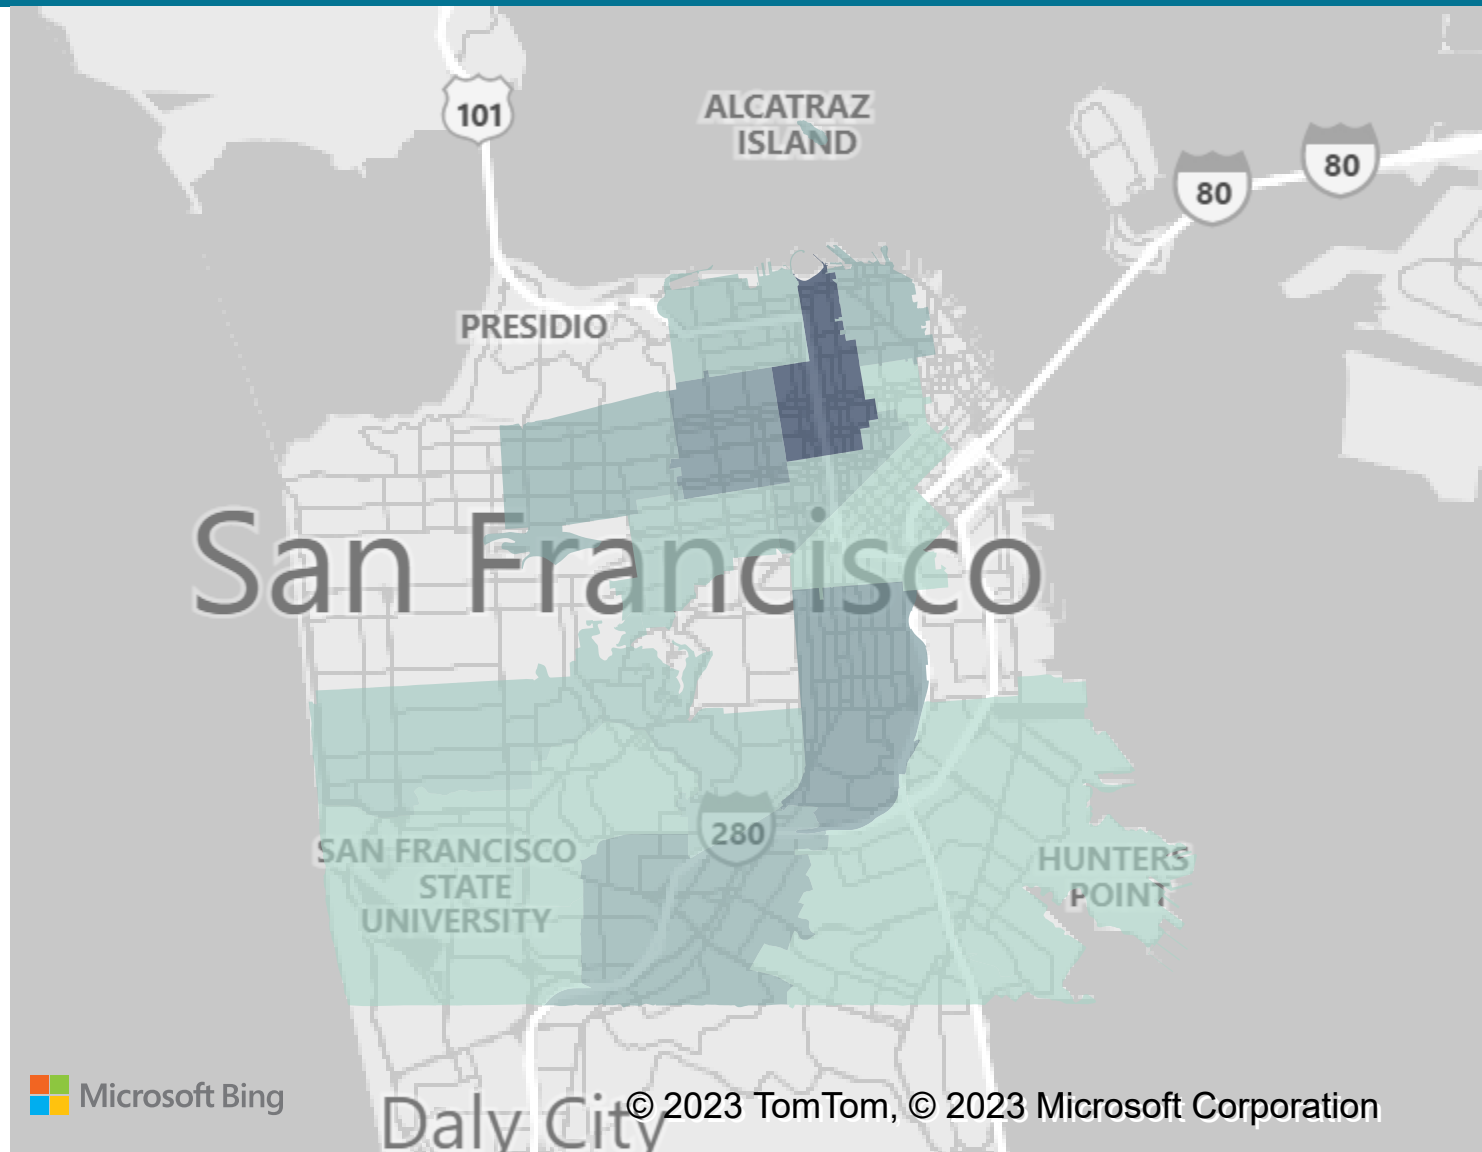 101
ALCATRAZ
ISLAND
80
80
PRESIDIO
San Francisco
280
SAN FRANCISCO
STATE
UNIVERSITY
HUNTERS
POINT
Microsoft Bing
Daly City
© 2023 TomTom, © 2023 Microsoft Corporation